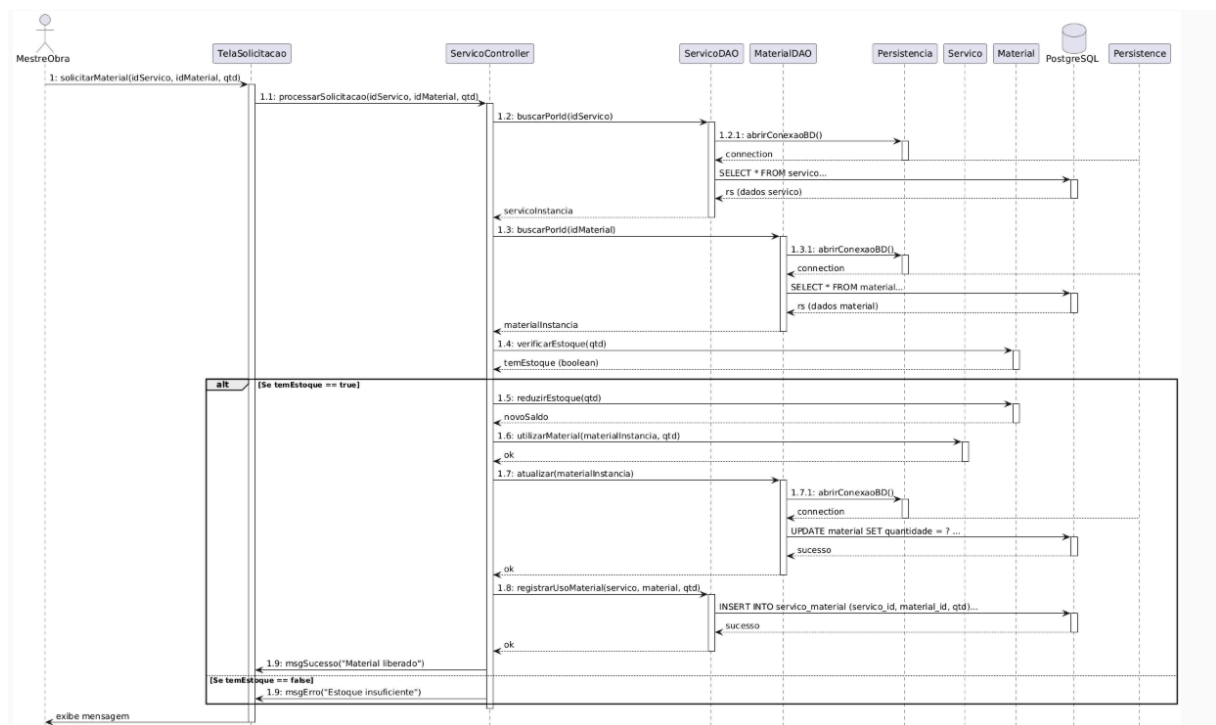 MestreObra
TelaSolicitacao
ServicoController
ServicoDAO
MaterialDAO
Persistencia
Servico
Material
PostgreSQL
Persistence
1: solicitarMaterial(idServico, idMaterial, qtd)
1.1: processarSolicitacao(idServico, idMaterial, qtd)
1.2: buscarPorId(idServico)
1.2.1: abrirConexaoBD()
connection
SELECT * FROM servico...
rs (dados servico)
servicoInstancia
1.3: buscarPorId(idMaterial)
1.3.1: abrirConexaoBD()
connection
SELECT * FROM material...
rs (dados material)
materialInstancia
1.4: verificarEstoque(qtd)
temEstoque (boolean)
alt [Se temEstoque == true]
1.5: reduzirEstoque(qtd)
novoSaldo
1.6: utilizarMaterial(materialInstancia, qtd)
ok
1.7: atualizar(materialInstancia)
1.7.1: abrirConexaoBD()
connection
UPDATE material SET quantidade = ? ...
sucesso
ok
1.8: registrarUsoMaterial(servico, material, qtd)
INSERT INTO servico_material (servico_id, material_id, qtd)...
sucesso
ok
1.9: msgSucesso("Material liberado")
[Se temEstoque == false]
1.9: msgErro("Estoque insuficiente")
exibe mensagem